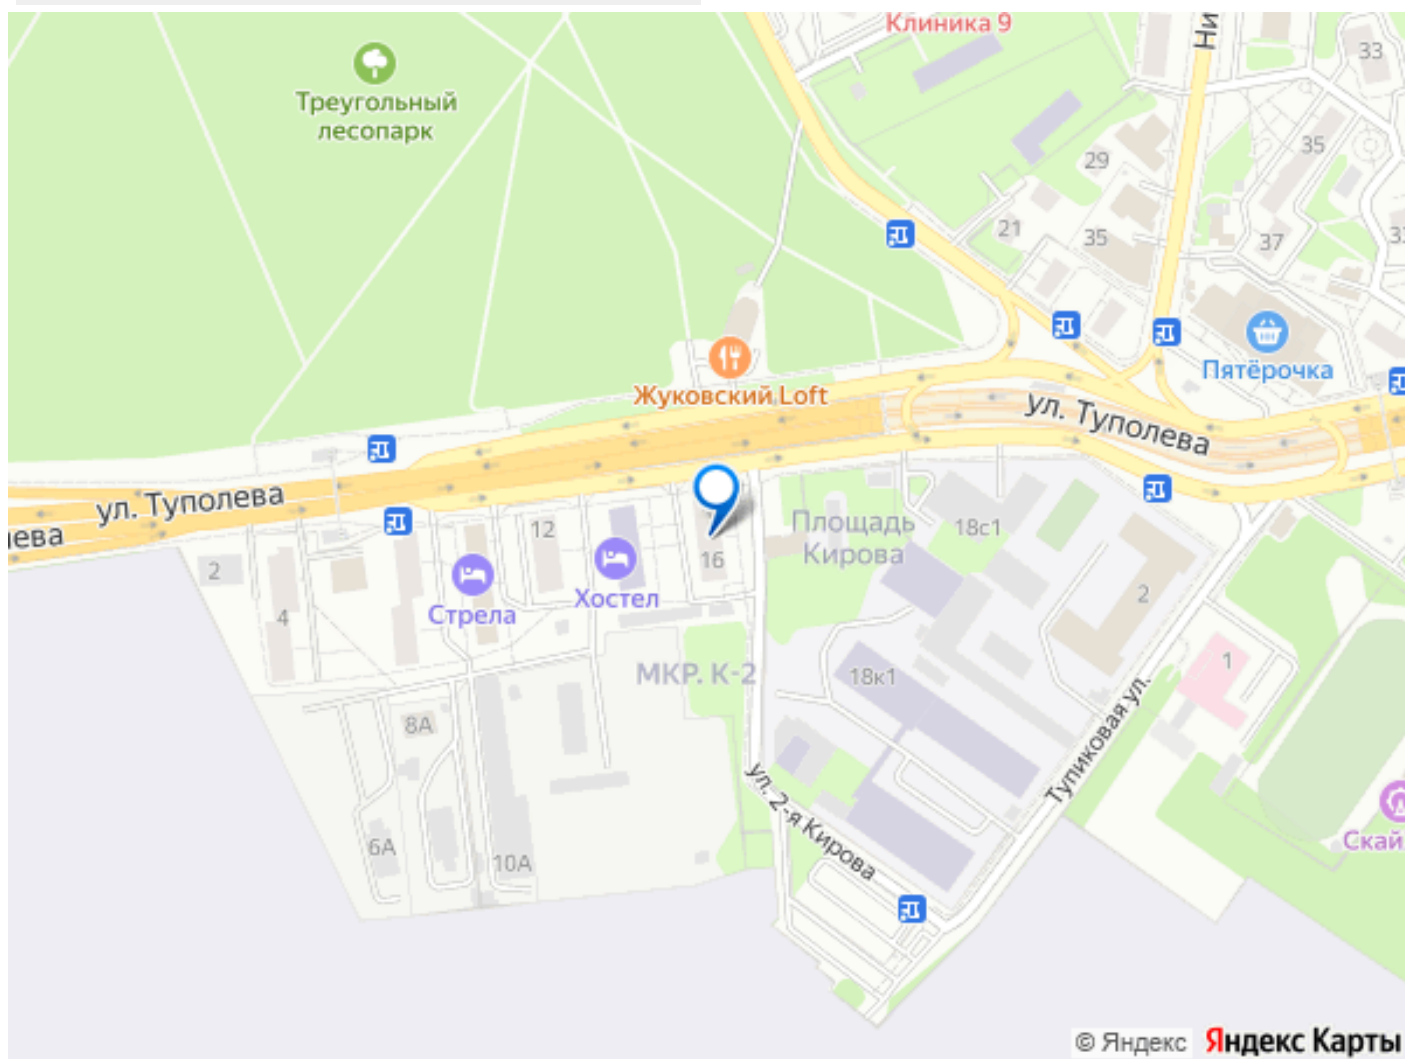 Клиника 9
33
Треугольный
лесопарк
35
29
21
35
37
Пятёрочка
Жуковский Loft
ул. Туполева
ул. Туполева
12
Площадь
Кирова
18с1
16
2
Хостел
Стрела
4
2
МКР. К-2
18к1
1
8А
Тупиковая ул.
ул. 2-я Кирова
6А
10А
Скай
© Яндекс
Яндекс Карты